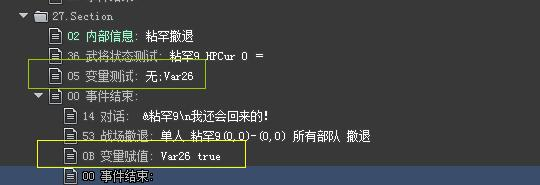 27.Section
02 内部信息: 粘罕撤退
36 武将状态测试: 粘罕9 HPCur 0 =
05 变量测试: 无;Var26
00 事件结束:
14 对话: &粘罕9\n我还会回来的!
53 战场撤退: 单人 粘罕9(0,0)-(0,0) 所有部队 撤退
0B 变量赋值: Var26 true
00 事件结束: